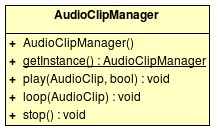 AudioClipManager
+ AudioClipManager()
+ getInstance() : AudioClipManager
+ play(AudioClip, bool) : void
+ loop(AudioClip) : void
+ stop() : void